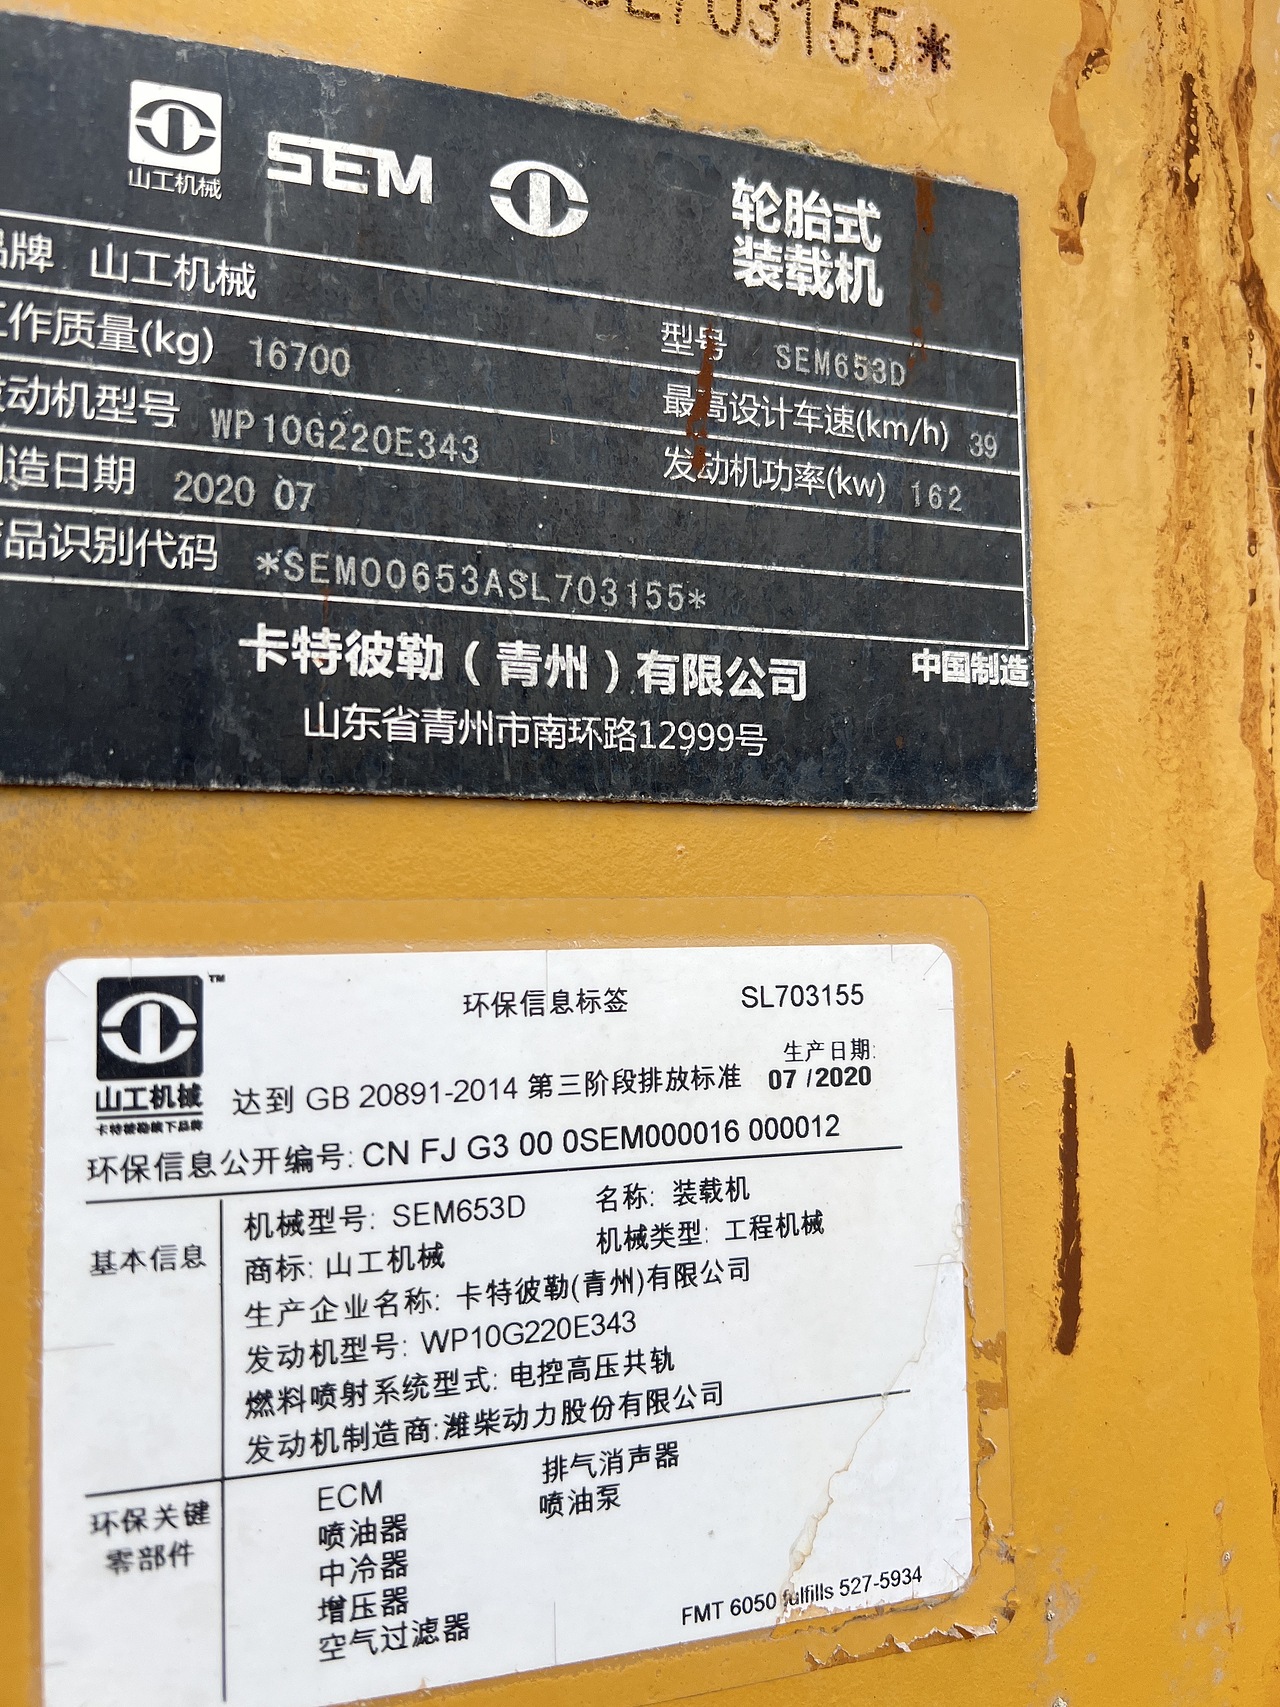 703155*
山工机械 SEM 轮胎式
装载机
品牌 山工机械
工作质量(kg) 16700 型号 SEM653D
发动机型号 WP10G220E343 最高设计车速(km/h) 39
制造日期 2020 07 发动机功率(kw) 162
产品识别代码 *SEM00653ASL703155*
卡特彼勒（青州）有限公司 中国制造
山东省青州市南环路12999号
TM
山工机械
卡特彼勒旗下品牌
环保信息标签 SL703155
生产日期:
达到 GB 20891-2014 第三阶段排放标准 07 /2020
环保信息公开编号: CN FJ G3 00 0SEM000016 000012
基本信息
机械型号: SEM653D 名称: 装载机
商标: 山工机械 机械类型: 工程机械
生产企业名称: 卡特彼勒(青州)有限公司
发动机型号: WP10G220E343
燃料喷射系统型式: 电控高压共轨
发动机制造商:潍柴动力股份有限公司
环保关键
零部件
ECM 排气消声器
喷油器 喷油泵
中冷器
增压器
空气过滤器
FMT 6050 fulfills 527-5934